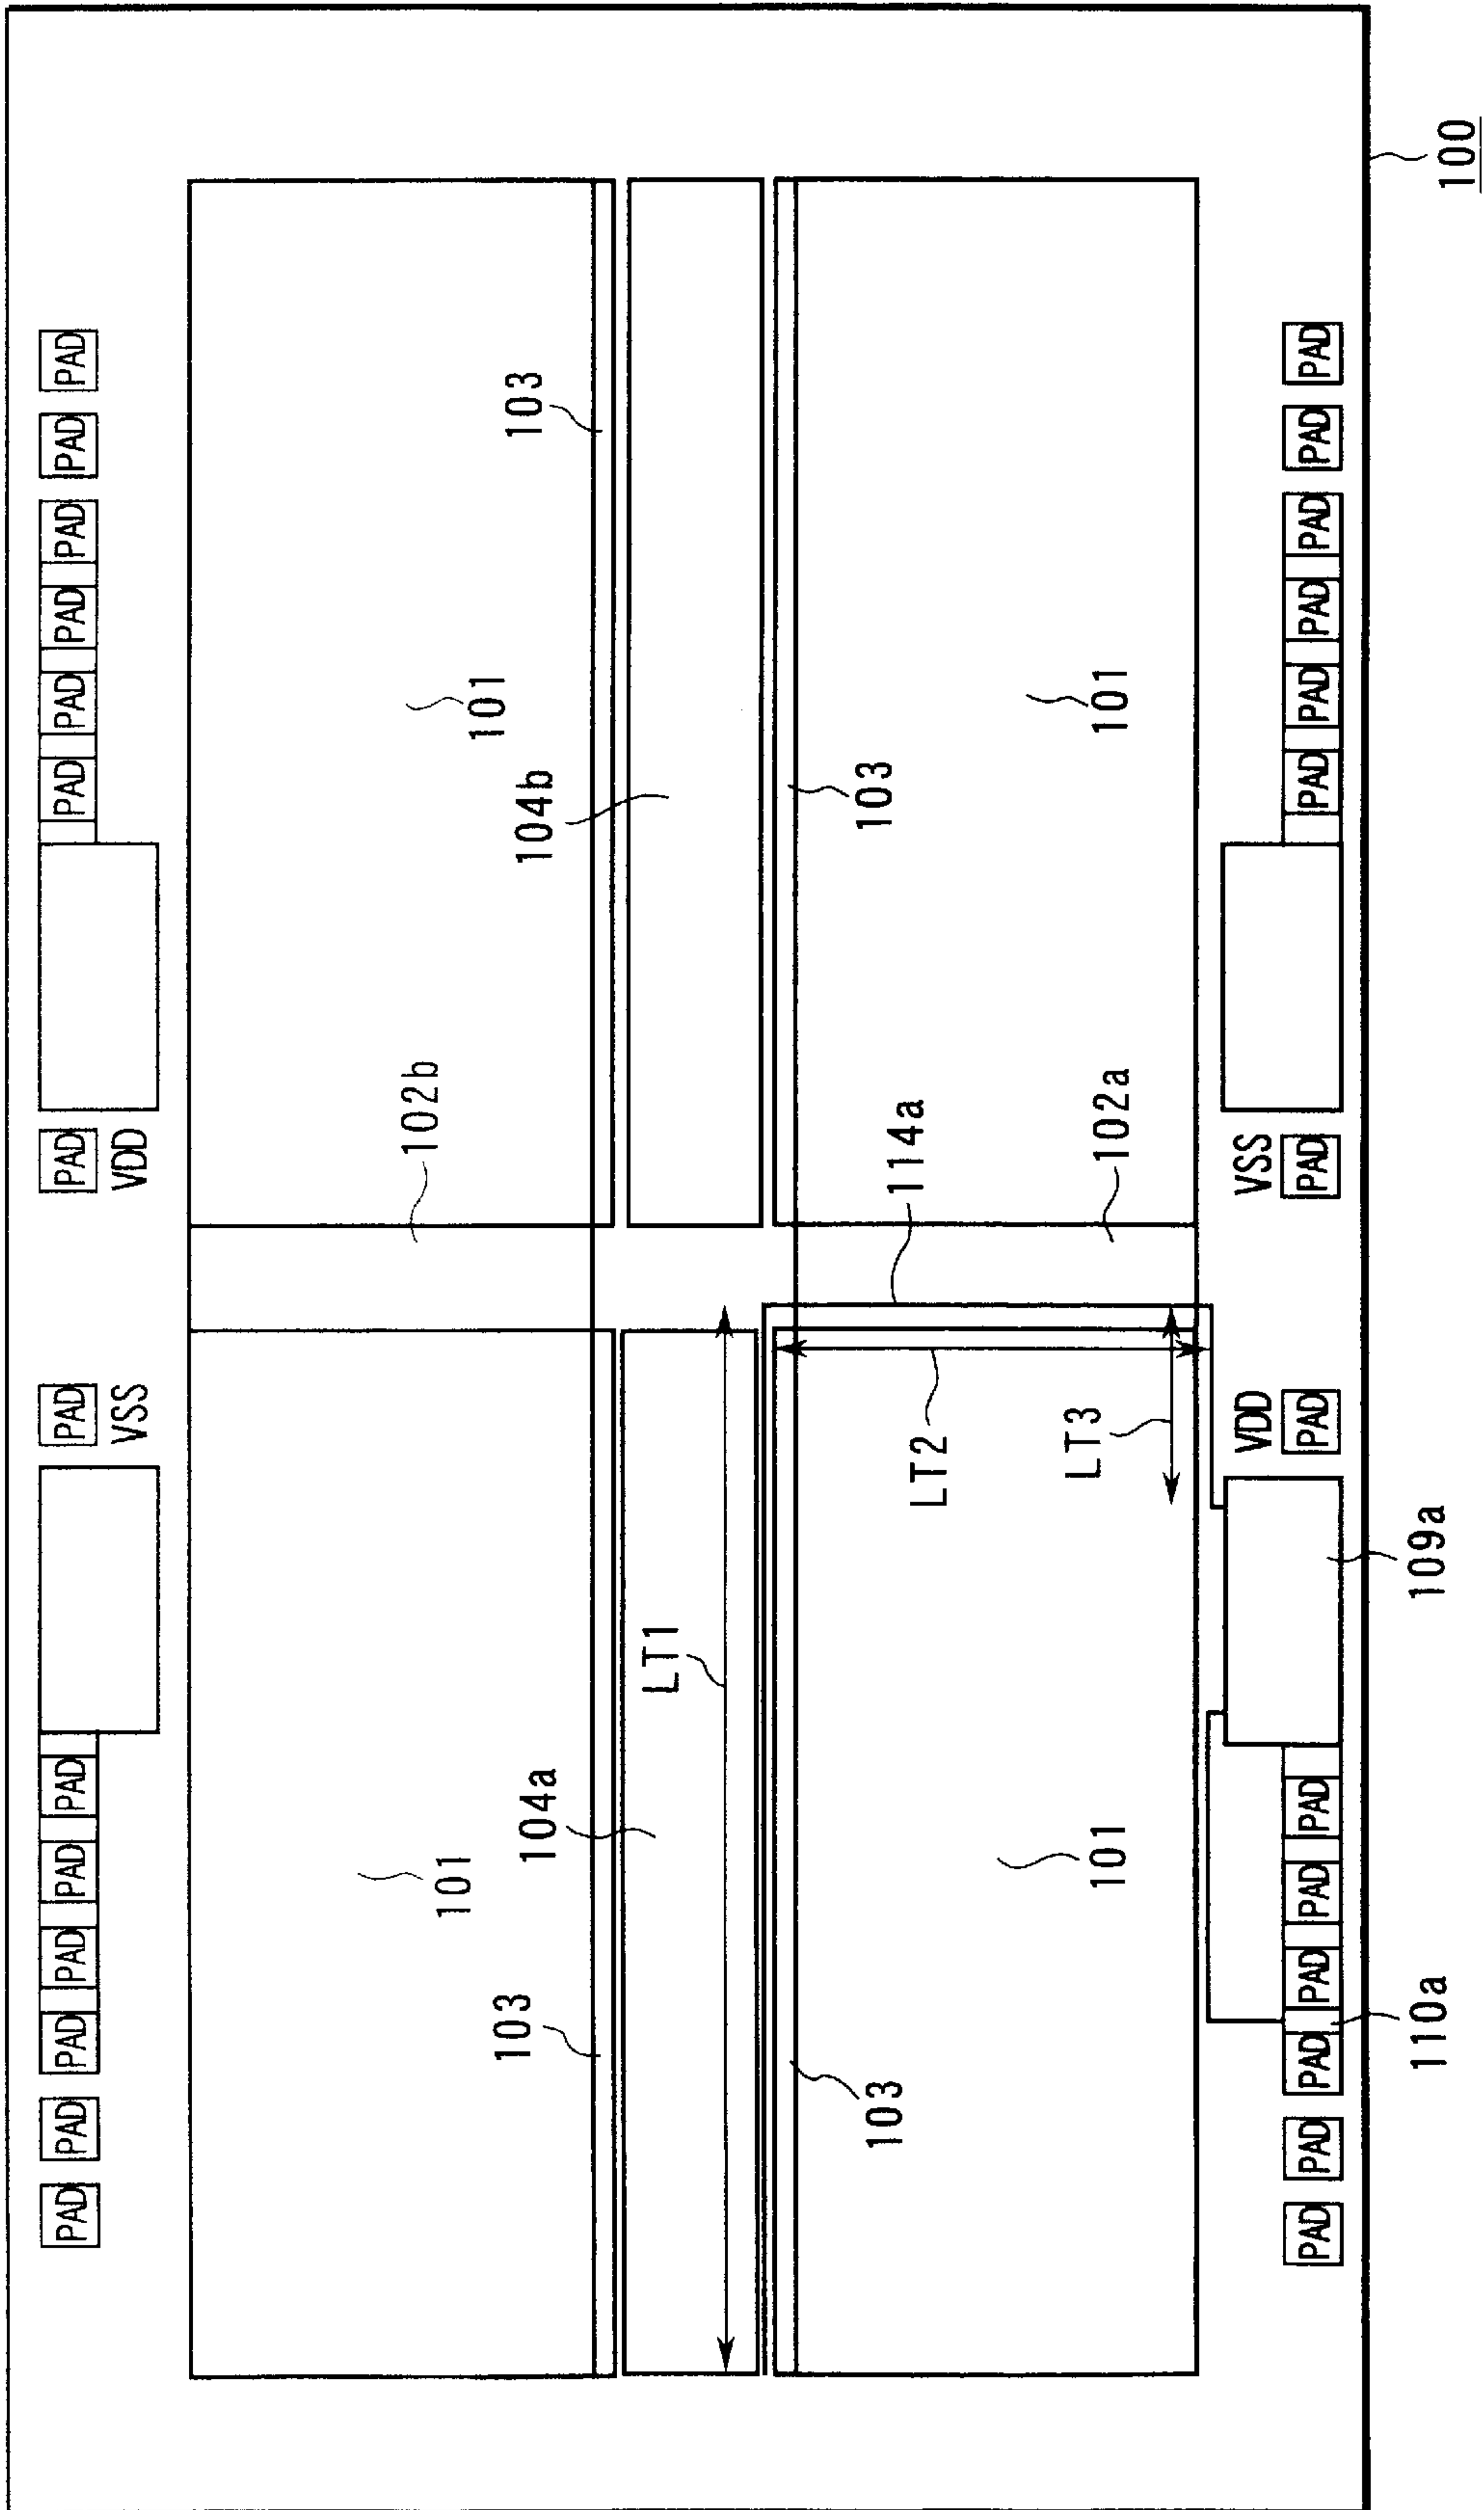 PAD PAD PAD PAD PAD PAD PAD PAD PAD PAD PAD PAD PAD PAD
VSS VDD
102b
101 101
103 103
104a 104b
LT1
103 103
114a
LT2
LT3
101 102a 101
VDD VSS
PAD PAD PAD PAD PAD PAD PAD PAD PAD PAD PAD PAD PAD PAD
110a 109a
100